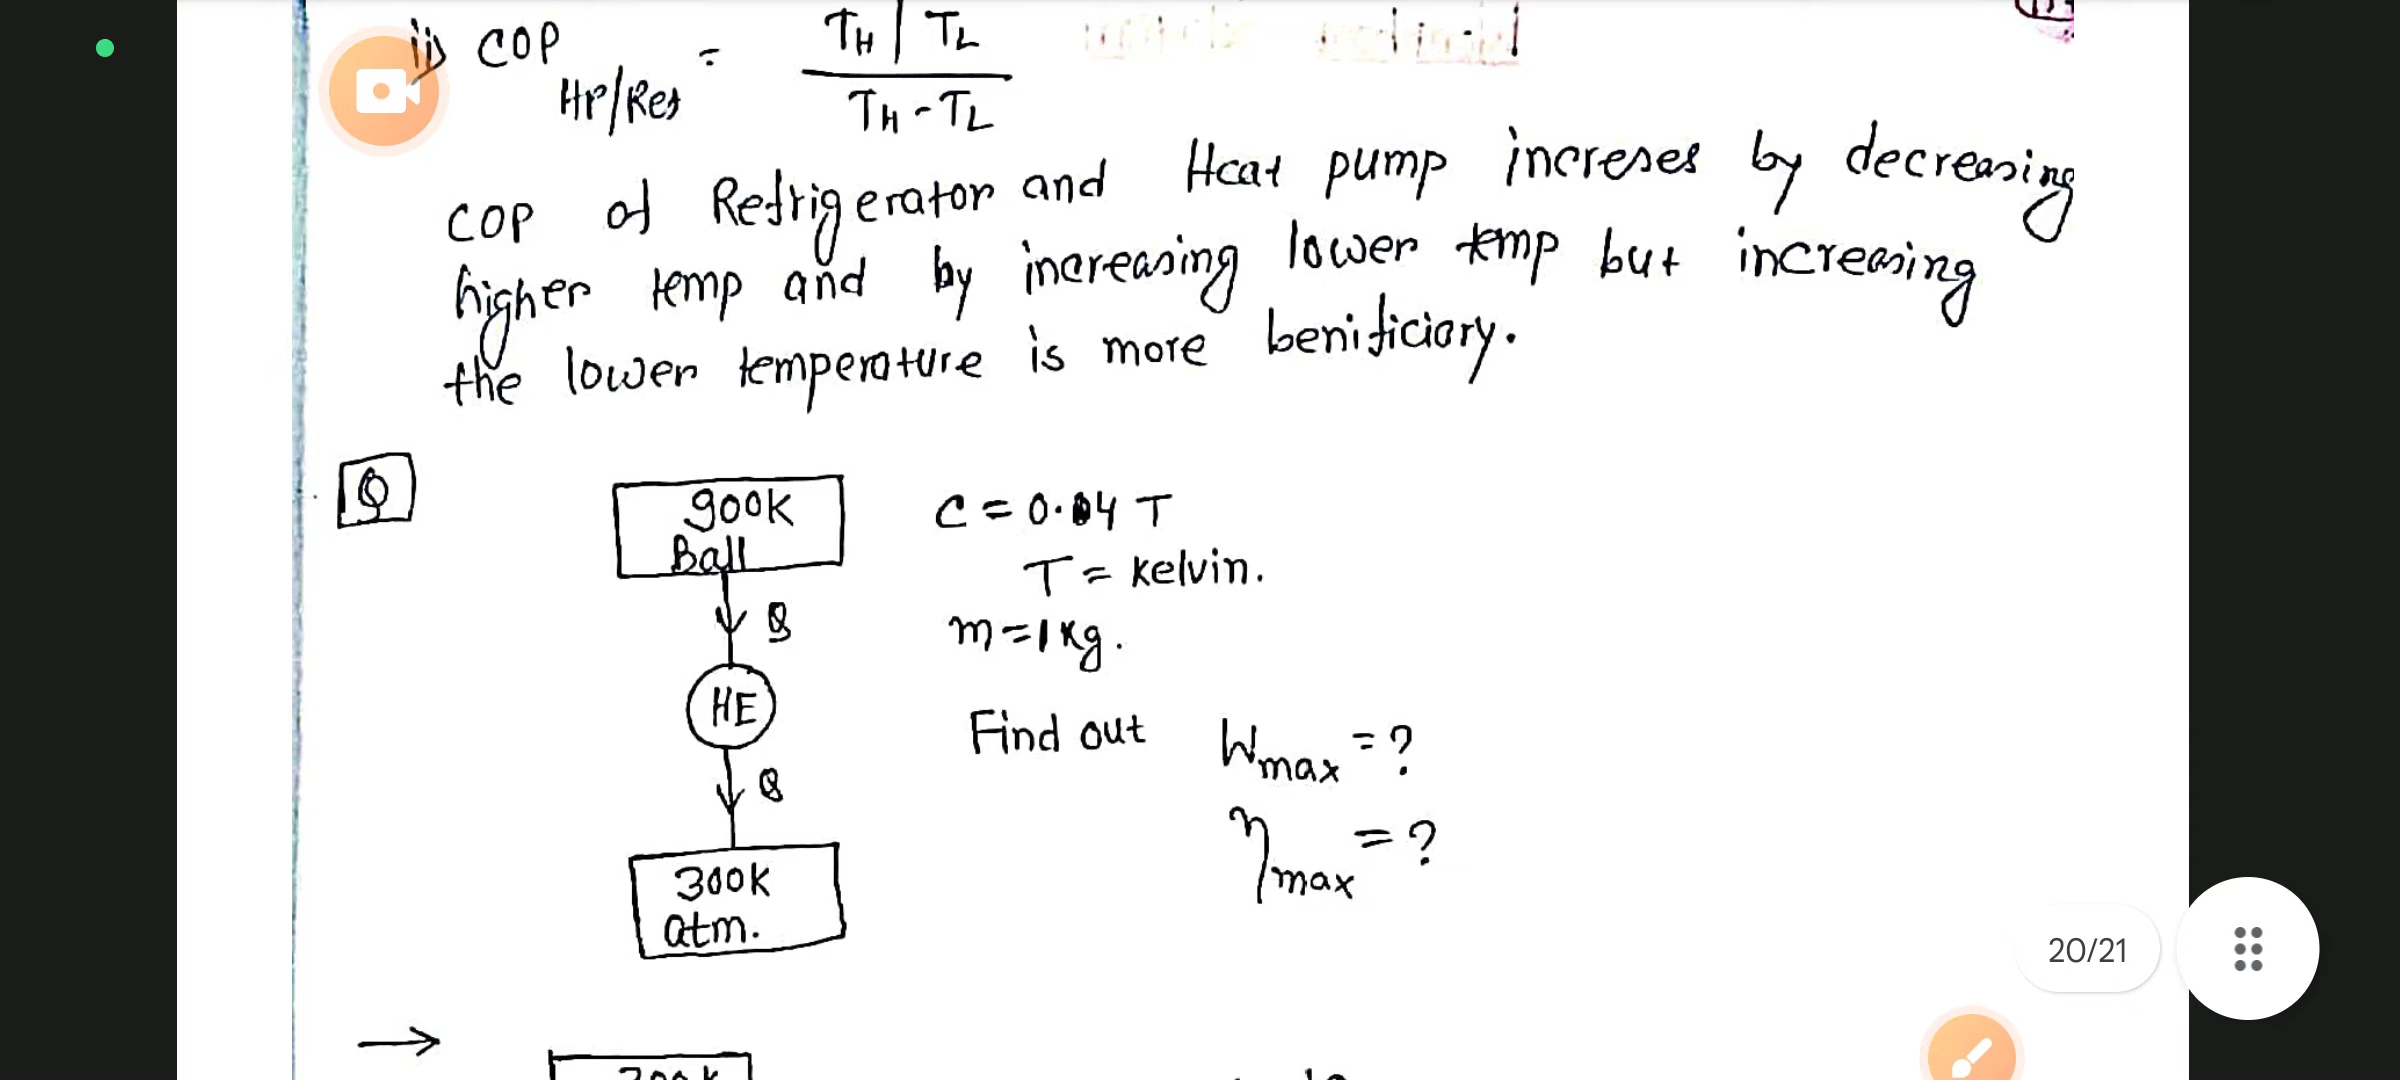 ii) COP HP/Ref = TH | TL
TH - TL
COP of Refrigerator and Heat pump increses by decreasing
higher temp and by increasing lower temp but increasing
the lower temperature is more benificiary.
Q
900k
Ball
C = 0.04 T
T = kelvin.
Q
m = 1 kg.
HE
Find out Wmax = ?
Q
ηmax = ?
300k
atm.
20/21
→